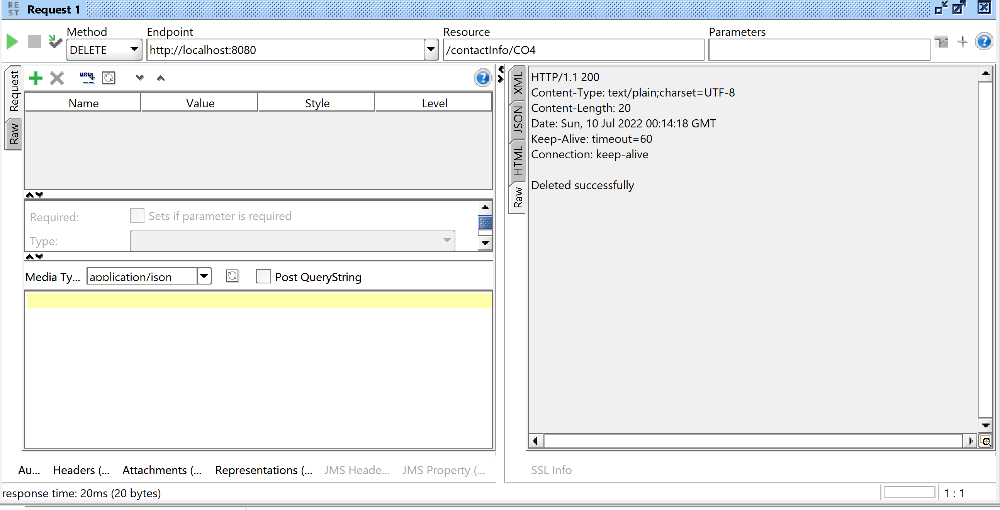 RE
ST
Request 1
Method
Endpoint
Resource
Parameters
DELETE
http://localhost:8080
/contactInfo/CO4
Request
Raw
Name
Value
Style
Level
Required:
Sets if parameter is required
Type:
Media Ty...
application/json
Post QueryString
XML
JSON
HTML
Raw
HTTP/1.1 200
Content-Type: text/plain;charset=UTF-8
Content-Length: 20
Date: Sun, 10 Jul 2022 00:14:18 GMT
Keep-Alive: timeout=60
Connection: keep-alive
Deleted successfully
Au...
Headers (...
Attachments (...
Representations (...
JMS Heade...
JMS Property (...
SSL Info
response time: 20ms (20 bytes)
1 : 1